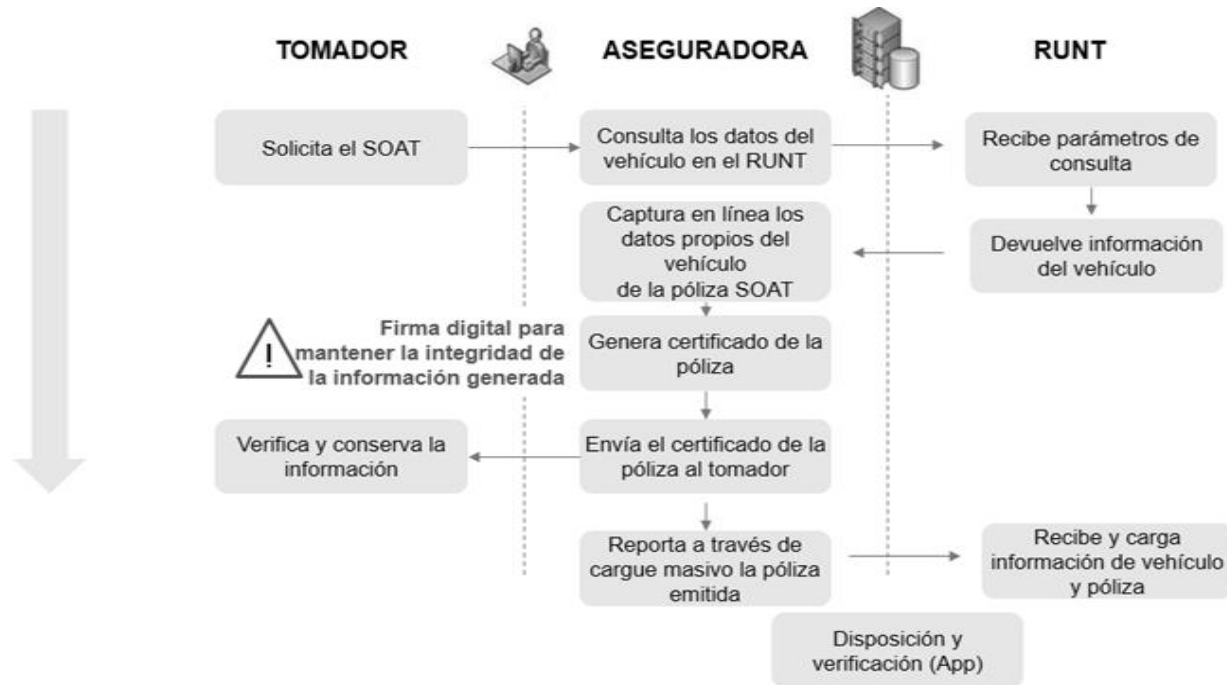 TOMADOR
ASEGURADORA
RUNT
Solicita el SOAT
Consulta los datos del
vehículo en el RUNT
Recibe parámetros de
consulta
Captura en línea los
datos propios del
vehículo
de la póliza SOAT
Devuelve información
del vehículo
!
Firma digital para
mantener la integridad de
la información generada
Genera certificado de la
póliza
Verifica y conserva la
información
Envía el certificado de la
póliza al tomador
Reporta a través de
cargue masivo la póliza
emitida
Recibe y carga
información de vehículo
y póliza
Disposición y
verificación (App)